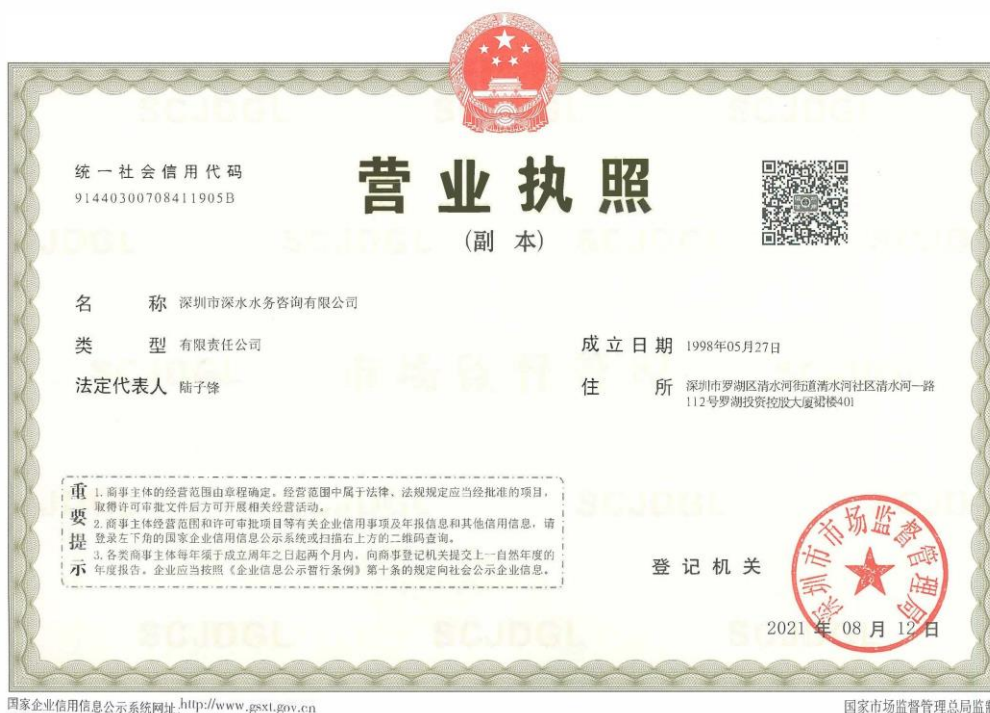 统一社会信用代码
91440300708411905B
营业执照
(副 本)
名 称 深圳市深水水务咨询有限公司
类 型 有限责任公司
法定代表人 陆子锋
成立日期 1998年05月27日
住 所 深圳市罗湖区清水河街道清水河社区清水河一路
112号罗湖投资控股大厦裙楼401
重要提示
1.商事主体的经营范围由章程确定。经营范围中属于法律、法规规定应当经批准的项目,
取得许可审批文件后方可开展相关经营活动。
2.商事主体经营范围和许可审批项目等有关企业信用事项及年报信息和其他信用信息,请
登录左下角的国家企业信用信息公示系统或扫描右上方的二维码查询。
3.各类商事主体每年须于成立周年之日起两个月内,向商事登记机关提交上一自然年度的
年度报告。企业应当按照《企业信息公示暂行条例》第十条的规定向社会公示企业信息。
登记机关
深圳市市场监督管理局
2021 年 08 月 12 日
国家企业信用信息公示系统网址:http://www.gsxt.gov.cn
国家市场监督管理总局监制